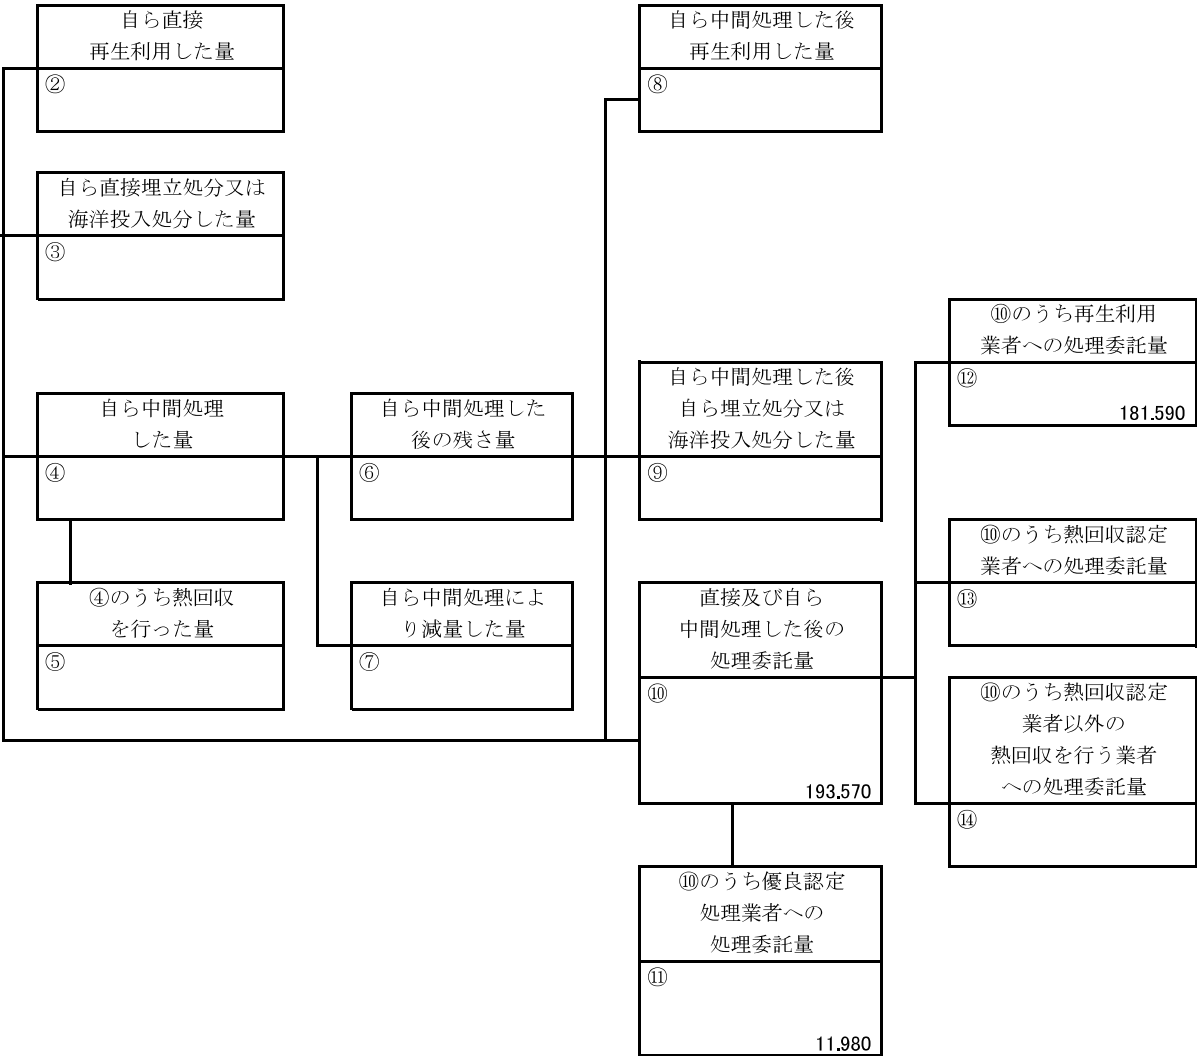 自ら直接
再生利用した量
②
自ら中間処理した後
再生利用した量
⑧
自ら直接埋立処分又は
海洋投入処分した量
③
⑩のうち再生利用
業者への処理委託量
⑫
181.590
自ら中間処理
した量
④
自ら中間処理した
後の残さ量
⑥
自ら中間処理した後
自ら埋立処分又は
海洋投入処分した量
⑨
⑩のうち熱回収認定
業者への処理委託量
⑬
④のうち熱回収
を行った量
⑤
自ら中間処理によ
り減量した量
⑦
直接及び自ら
中間処理した後の
処理委託量
⑩
193.570
⑩のうち熱回収認定
業者以外の
熱回収を行う業者
への処理委託量
⑭
⑩のうち優良認定
処理業者への
処理委託量
⑪
11.980